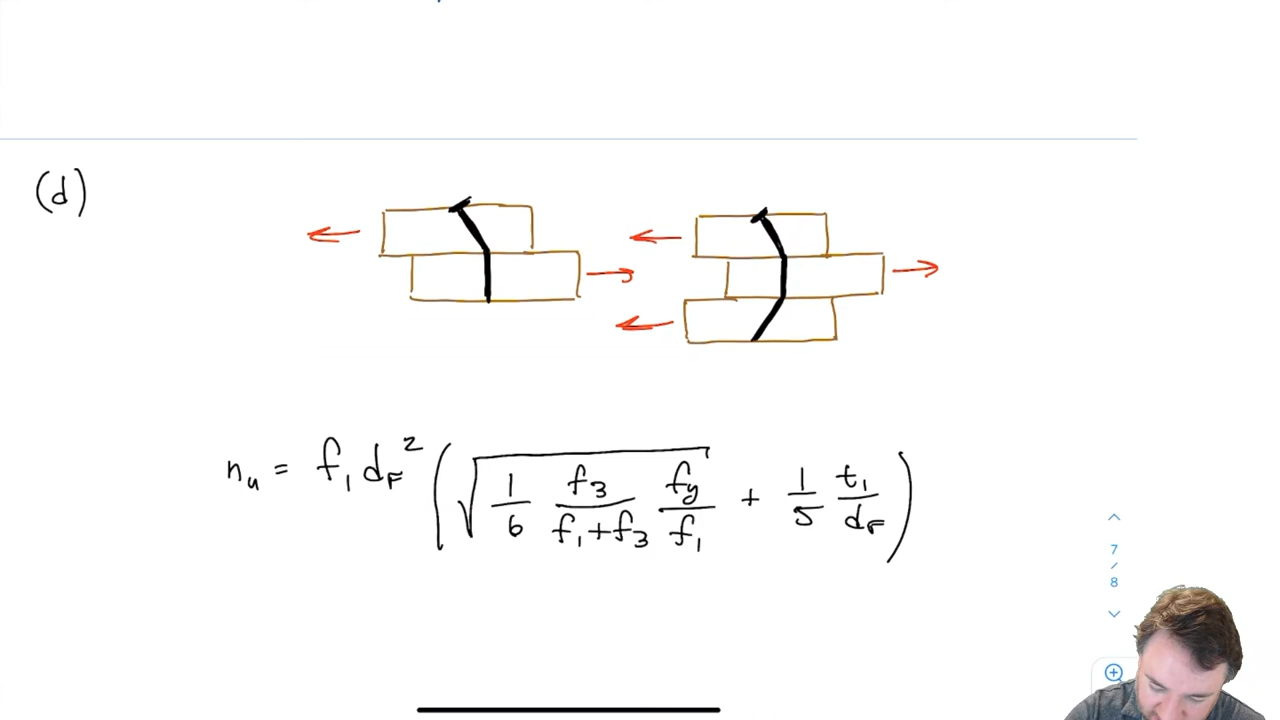 (d)
n_u = f_1 d_F^2 ( √(1/6 f_3/(f_1+f_3) f_y/f_1) + 1/5 t_1/d_F )
7
/
8